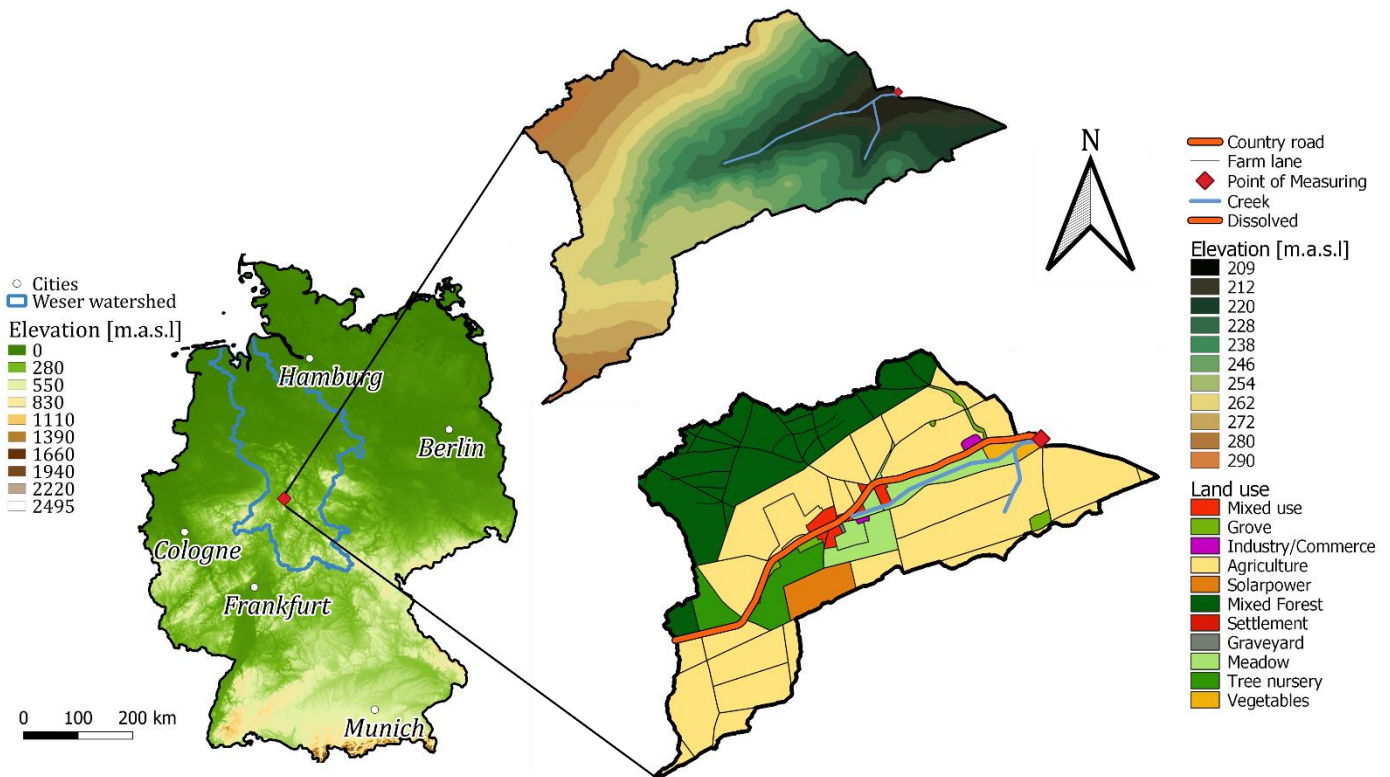 Cities
Weser watershed
Elevation [m.a.s.l]
0
280
550
830
1110
1390
1660
1940
2220
2495
Hamburg
Berlin
Cologne
Frankfurt
Munich
0 100 200 km
N
Country road
Farm lane
Point of Measuring
Creek
Dissolved
Elevation [m.a.s.l]
209
212
220
228
238
246
254
262
272
280
290
Land use
Mixed use
Grove
Industry/Commerce
Agriculture
Solarpower
Mixed Forest
Settlement
Graveyard
Meadow
Tree nursery
Vegetables